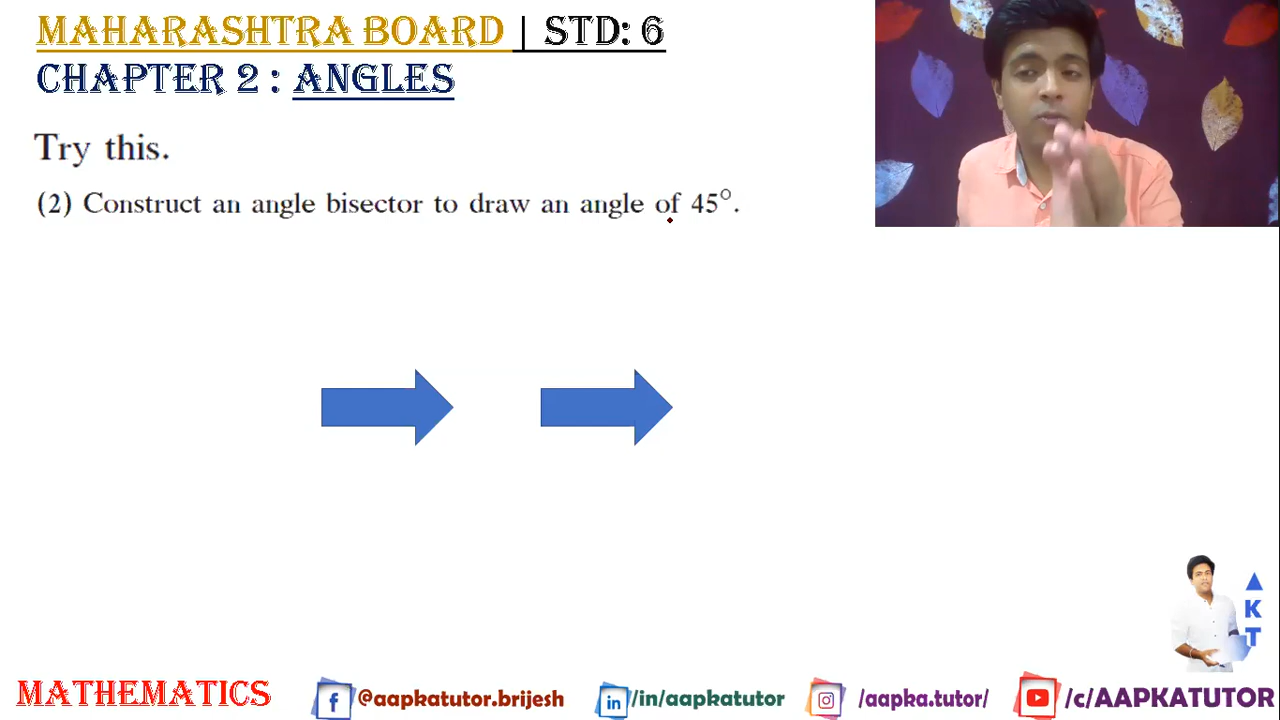 MAHARASHTRA BOARD | STD: 6
CHAPTER 2 : ANGLES
Try this.
(2) Construct an angle bisector to draw an angle of 45°.
A
K
T
MATHEMATICS
@aapkatutor.brijesh
in /in/aapkatutor
/aapka.tutor/
/c/AAPKATUTOR